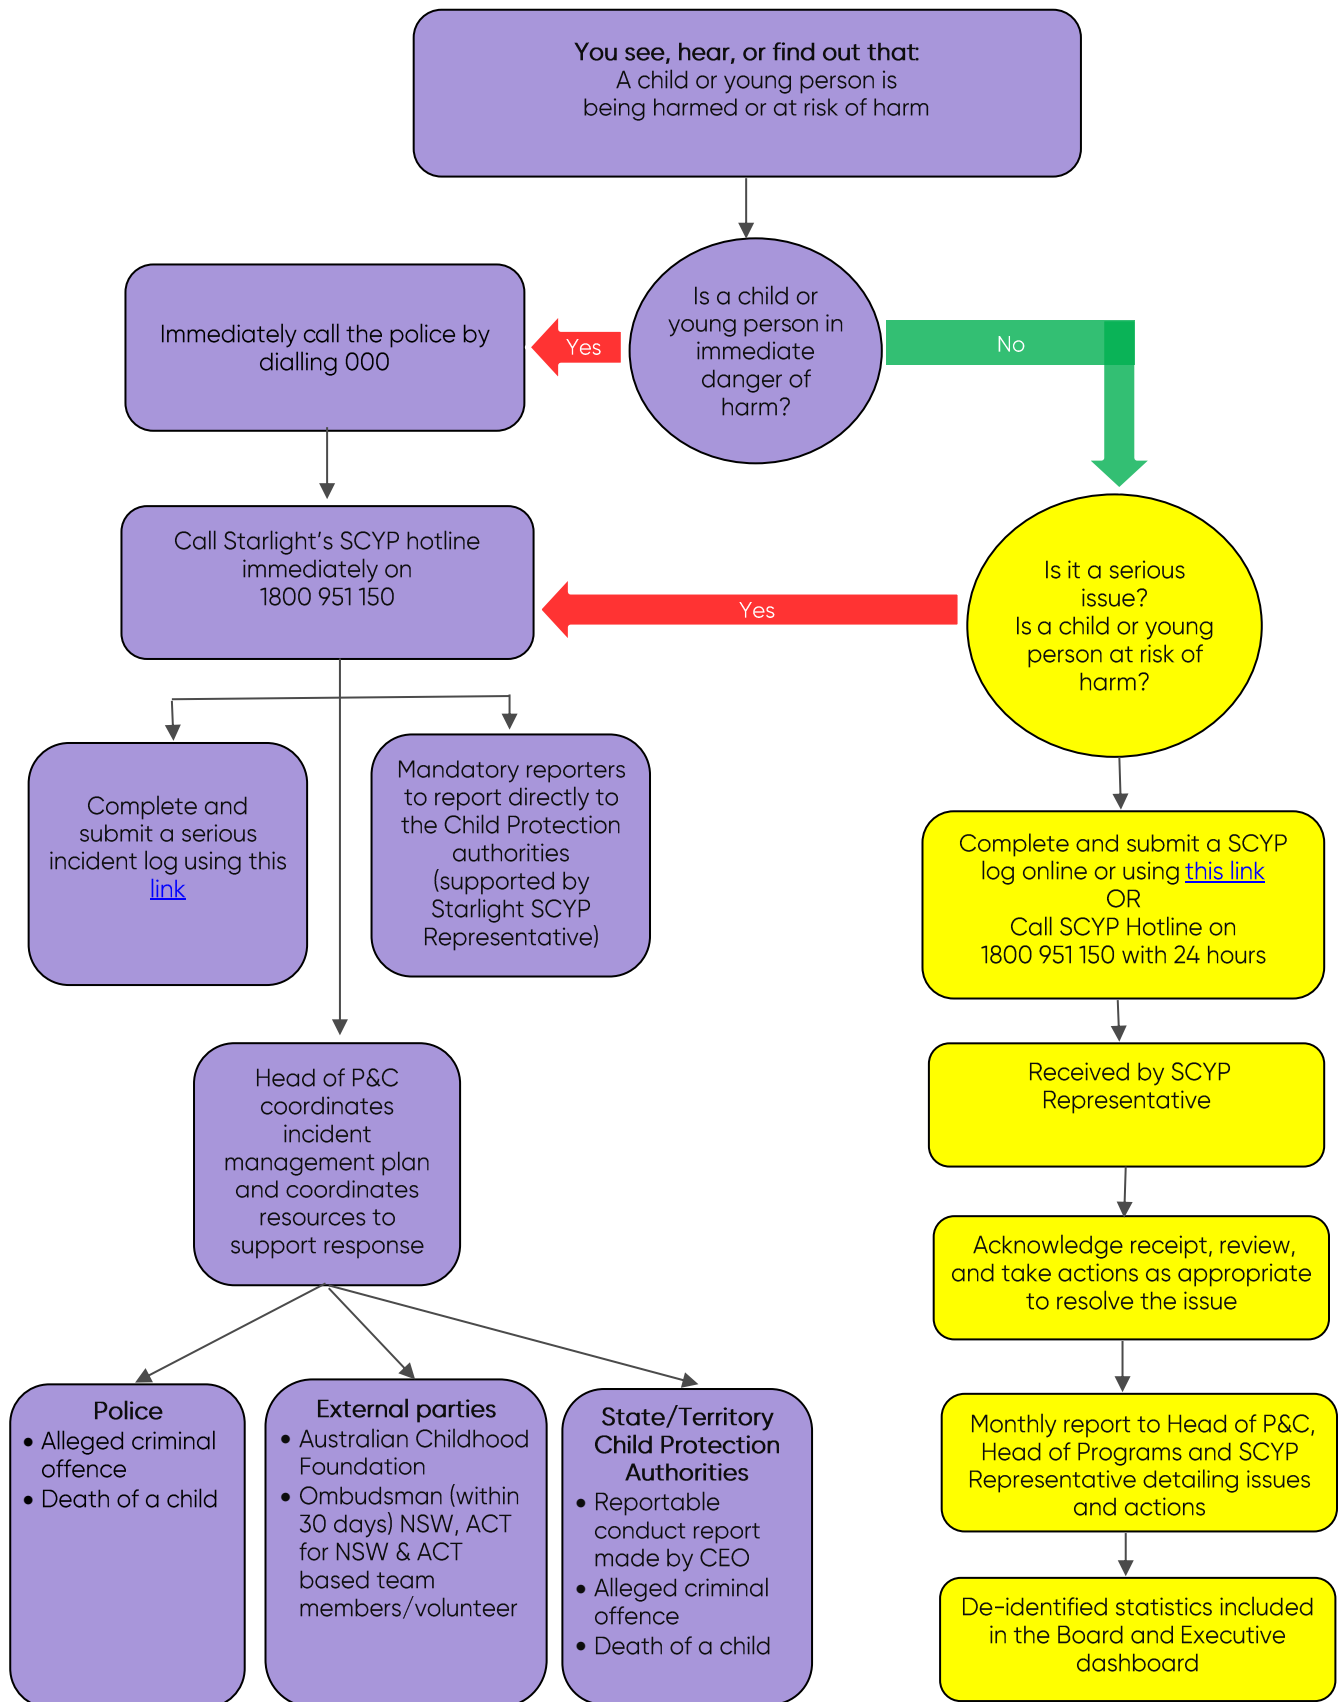 You see, hear, or find out that:
A child or young person is
being harmed or at risk of harm
Is a child or
young person in
immediate
danger of
harm?
Yes
No
Immediately call the police by
dialling 000
Call Starlight's SCYP hotline
immediately on
1800 951 150
Yes
Is it a serious
issue?
Is a child or young
person at risk of
harm?
Complete and
submit a serious
incident log using this
link
Mandatory reporters
to report directly to
the Child Protection
authorities
(supported by
Starlight SCYP
Representative)
Complete and submit a SCYP
log online or using this link
OR
Call SCYP Hotline on
1800 951 150 with 24 hours
Head of P&C
coordinates
incident
management plan
and coordinates
resources to
support response
Received by SCYP
Representative
Acknowledge receipt, review,
and take actions as appropriate
to resolve the issue
Police
• Alleged criminal
offence
• Death of a child
External parties
• Australian Childhood
Foundation
• Ombudsman (within
30 days) NSW, ACT
for NSW & ACT
based team
members/volunteer
State/Territory
Child Protection
Authorities
• Reportable
conduct report
made by CEO
• Alleged criminal
offence
• Death of a child
Monthly report to Head of P&C,
Head of Programs and SCYP
Representative detailing issues
and actions
De-identified statistics included
in the Board and Executive
dashboard